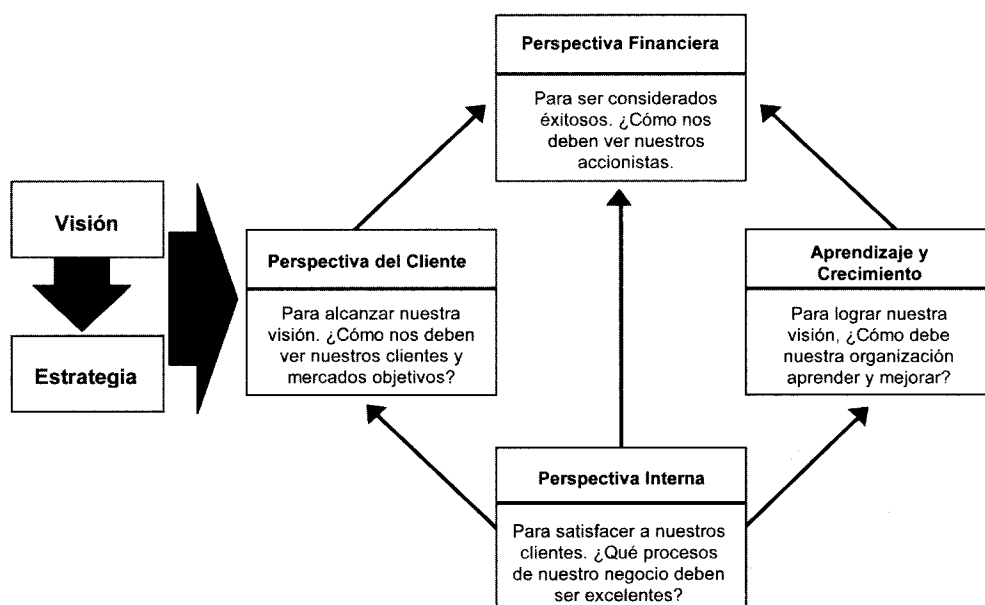 Perspectiva Financiera
Para ser considerados
éxitosos. ¿Cómo nos
deben ver nuestros
accionistas.
Visión
Estrategia
Perspectiva del Cliente
Para alcanzar nuestra
visión. ¿Cómo nos deben
ver nuestros clientes y
mercados objetivos?
Aprendizaje y
Crecimiento
Para lograr nuestra
visión, ¿Cómo debe
nuestra organización
aprender y mejorar?
Perspectiva Interna
Para satisfacer a nuestros
clientes. ¿Qué procesos
de nuestro negocio deben
ser excelentes?